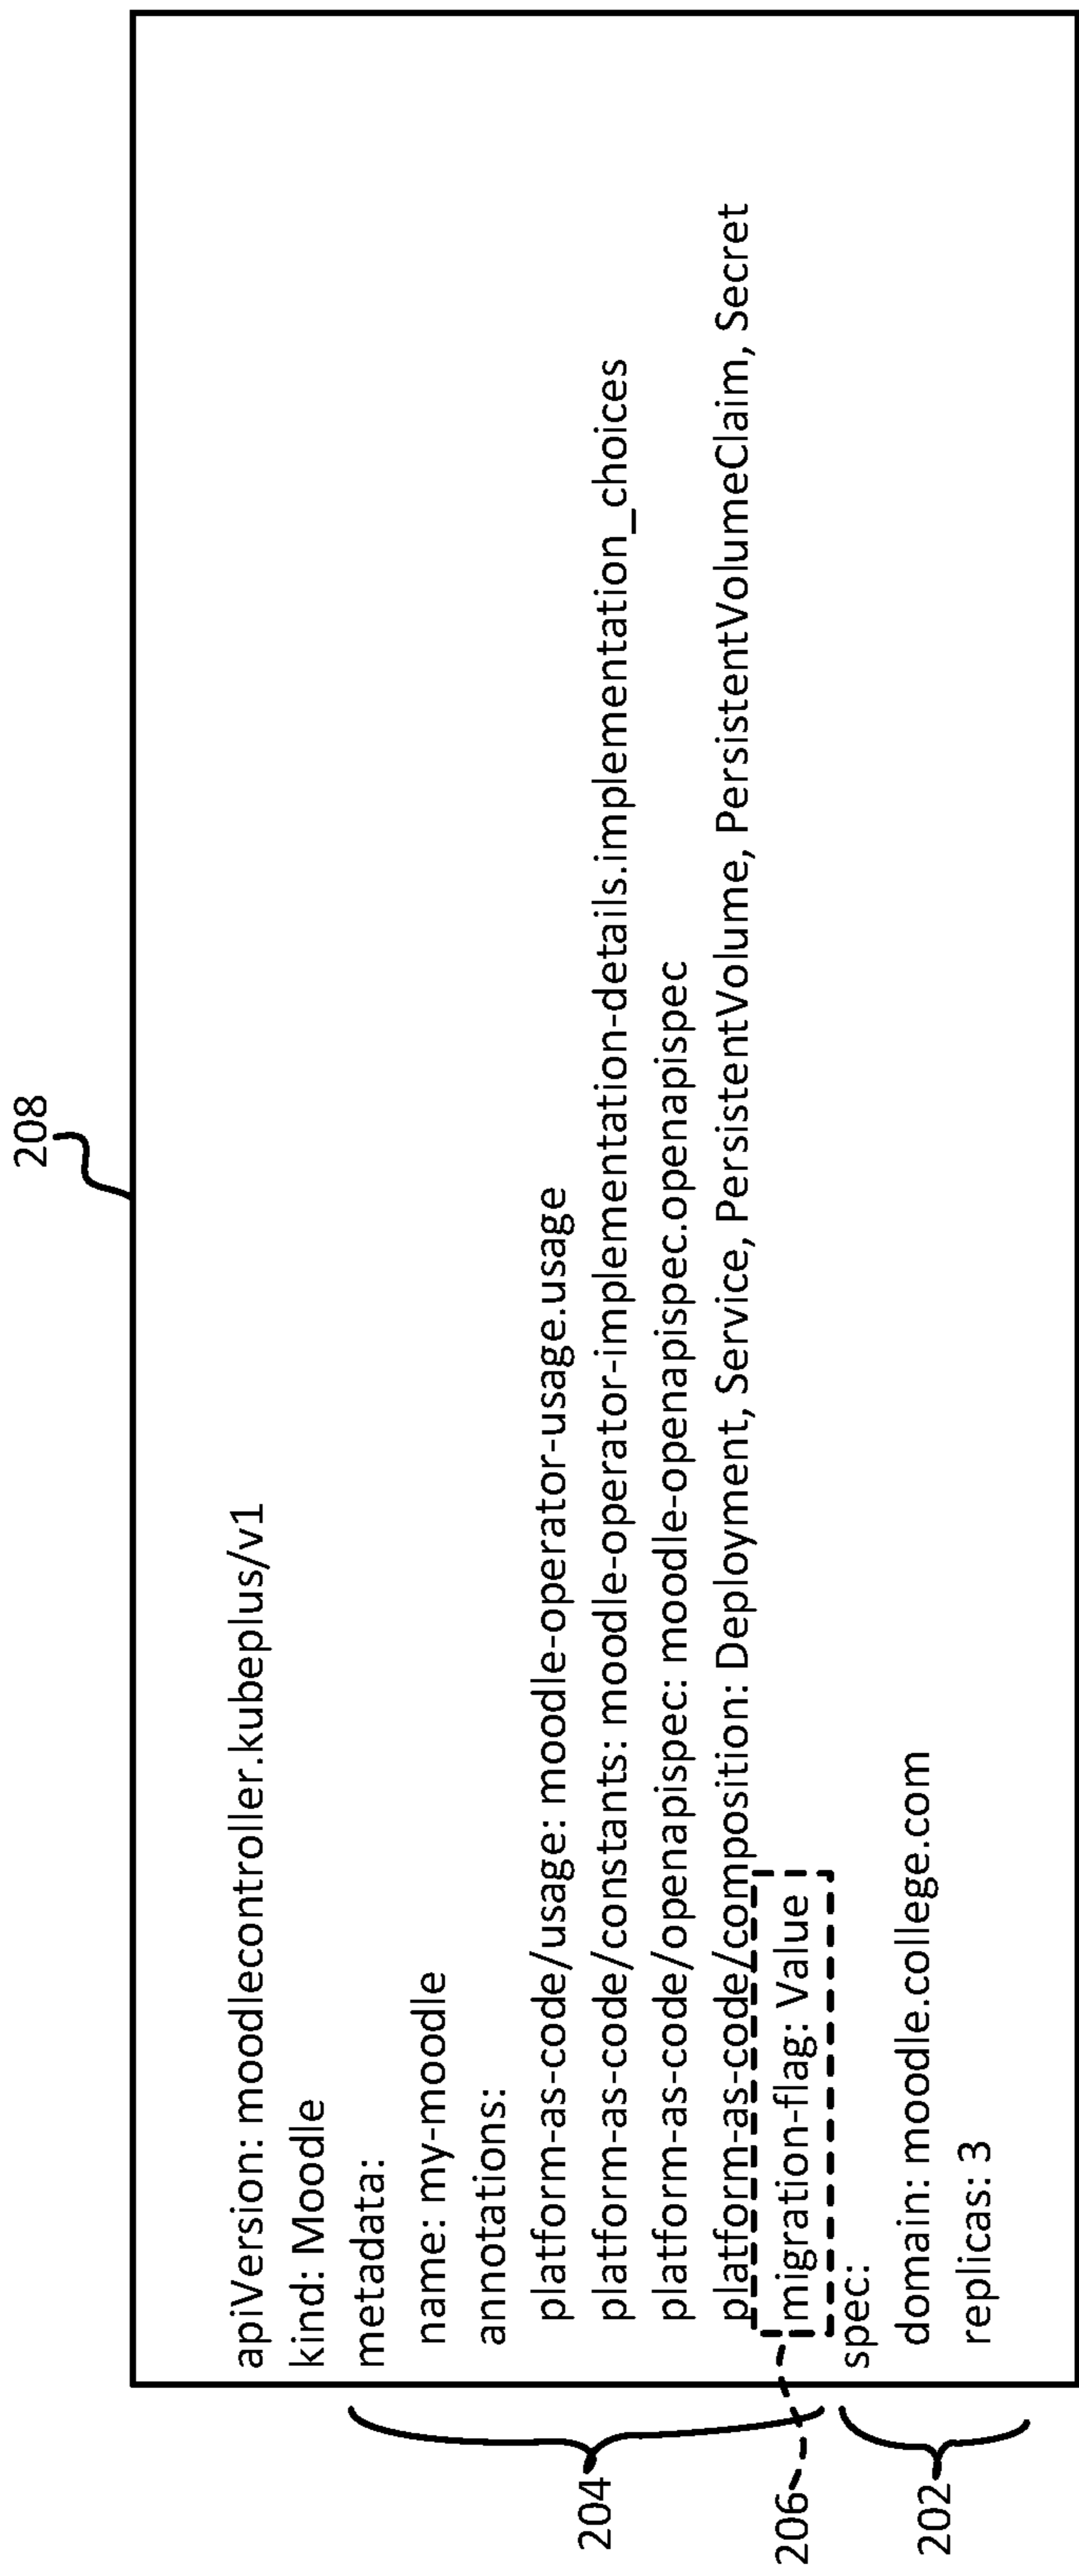 208
apiVersion: moodlecontroller.kubeplus/v1
kind: Moodle
metadata:
name: my-moodle
annotations:
platform-as-code/usage: moodle-operator-usage.usage
platform-as-code/constants: moodle-operator-implementation-details.implementation_choices
platform-as-code/openapispec: moodle-openapispec.openapispec
platform-as-code/composition: Deployment, Service, PersistentVolume, PersistentVolumeClaim, Secret
migration-flag: Value
spec:
domain: moodle.college.com
replicas: 3
204
206
202